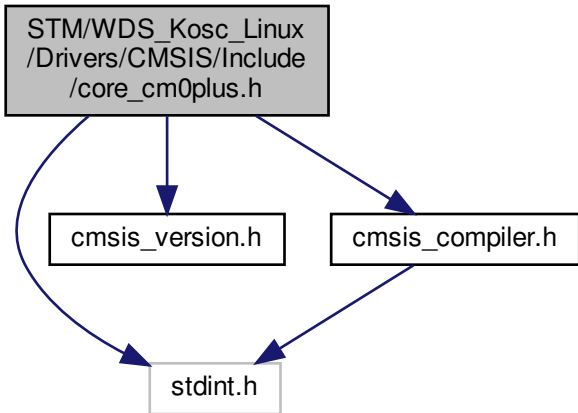 STM/WDS_Kosc_Linux
/Drivers/CMSIS/Include
/core_cm0plus.h
cmsis_version.h
cmsis_compiler.h
stdint.h